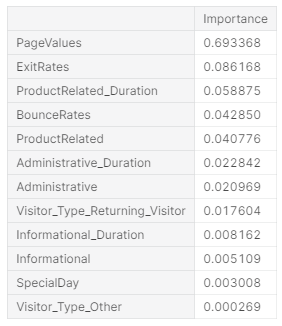 Importance
PageValues 0.693368
ExitRates 0.086168
ProductRelated_Duration 0.058875
BounceRates 0.042850
ProductRelated 0.040776
Administrative_Duration 0.022842
Administrative 0.020969
Visitor_Type_Returning_Visitor 0.017604
Informational_Duration 0.008162
Informational 0.005109
SpecialDay 0.003008
Visitor_Type_Other 0.000269